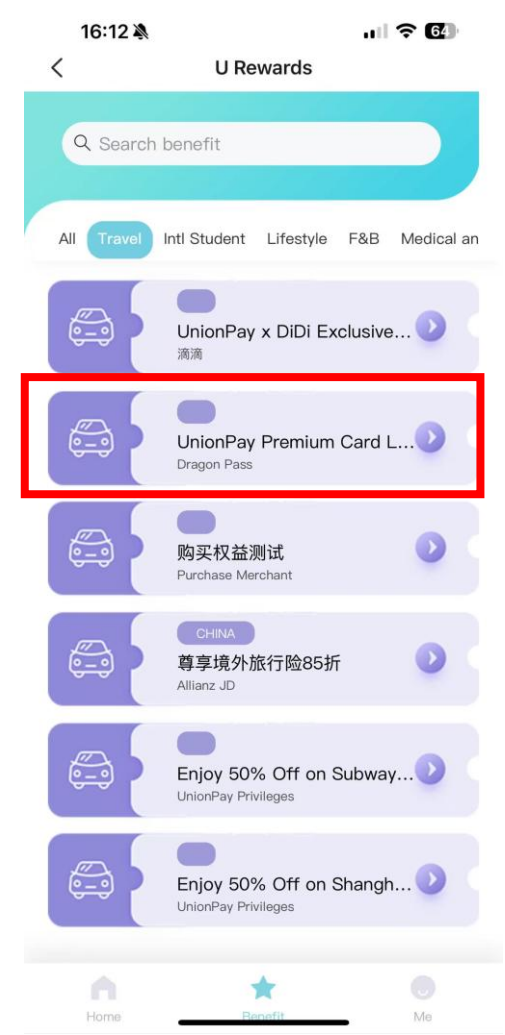 16:12
64
U Rewards
Search benefit
All Travel Intl Student Lifestyle F&B Medical an
UnionPay x DiDi Exclusive...
滴滴
UnionPay Premium Card L...
Dragon Pass
购买权益测试
Purchase Merchant
CHINA
尊享境外旅行险85折
Allianz JD
Enjoy 50% Off on Subway...
UnionPay Privileges
Enjoy 50% Off on Shangh...
UnionPay Privileges
Home Benefit Me